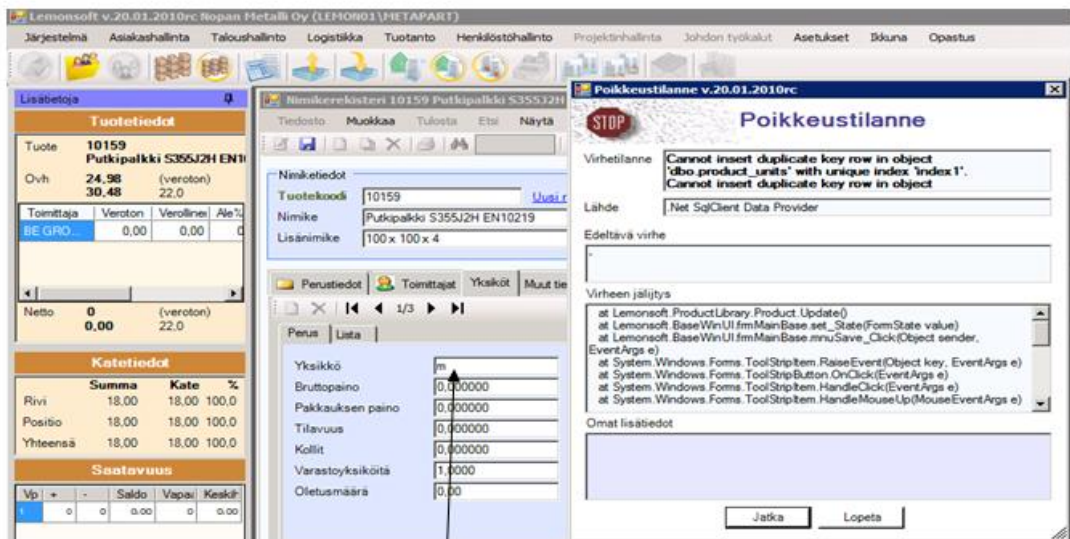 Lemonsoft v.20.01.2010rc Nopan Metalli Oy (LEMON01\METAPART)
Järjestelmä Asiakashallinta Taloushallinto Logistiikka Tuotanto Henkilöstöhallinto Projektinhallinta Johdon työkalut Asetukset Ikkuna Opastus
Lisätietoja
Tuotetiedot
Tuote 10159
Putkipalkki S355J2H EN1
Ovh 24,98 (veroton)
30,48 22.0
Toimittaja Veroton Verolline Ale%
BE GRO... 0,00 0,00
Netto 0 (veroton)
0,00 22.0
Katetiedot
Summa Kate %
Rivi 18,00 18,00 100,0
Positio 18,00 18,00 100,0
Yhteensä 18,00 18,00 100,0
Saatavuus
Vp + - Saldo Vapa Keskih
1 0 0 0.00 0 0.00
Nimikerekisteri 10159 Putkipalkki S355J2H
Tiedosto Muokkaa Tulosta Etsi Näytä
Nimiketiedot
Tuotekoodi 10159 Uusi
Nimike Putkipalkki S355J2H EN10219
Lisänimike 100 x 100 x 4
Perustiedot Toimittajat Yksiköt Muut tie
1/3
Perus Lista
Yksikkö m
Bruttopaino 0,000000
Pakkauksen paino 0,000000
Tilavuus 0,000000
Kollit 0,000000
Varastoyksiköitä 1,0000
Oletusmäärä 0,00
Poikkeustilanne v.20.01.2010rc
STOP Poikkeustilanne
Virhetilanne Cannot insert duplicate key row in object
'dbo.product_units' with unique index 'index1'.
Cannot insert duplicate key row in object
Lähde .Net SqlClient Data Provider
Edeltävä virhe
-
Virheen jäljitys
at Lemonsoft.ProductLibrary.Product.Update()
at Lemonsoft.BaseWinUI.frmMainBase.set_State(FormState value)
at Lemonsoft.BaseWinUI.frmMainBase.mnuSave_Click(Object sender,
EventArgs e)
at System.Windows.Forms.ToolStripItem.RaiseEvent(Object key, EventArgs e)
at System.Windows.Forms.ToolStripButton.OnClick(EventArgs e)
at System.Windows.Forms.ToolStripItem.HandleClick(EventArgs e)
at System.Windows.Forms.ToolStripItem.HandleMouseUp(MouseEventArgs e)
Omat lisätiedot
Jatka Lopeta